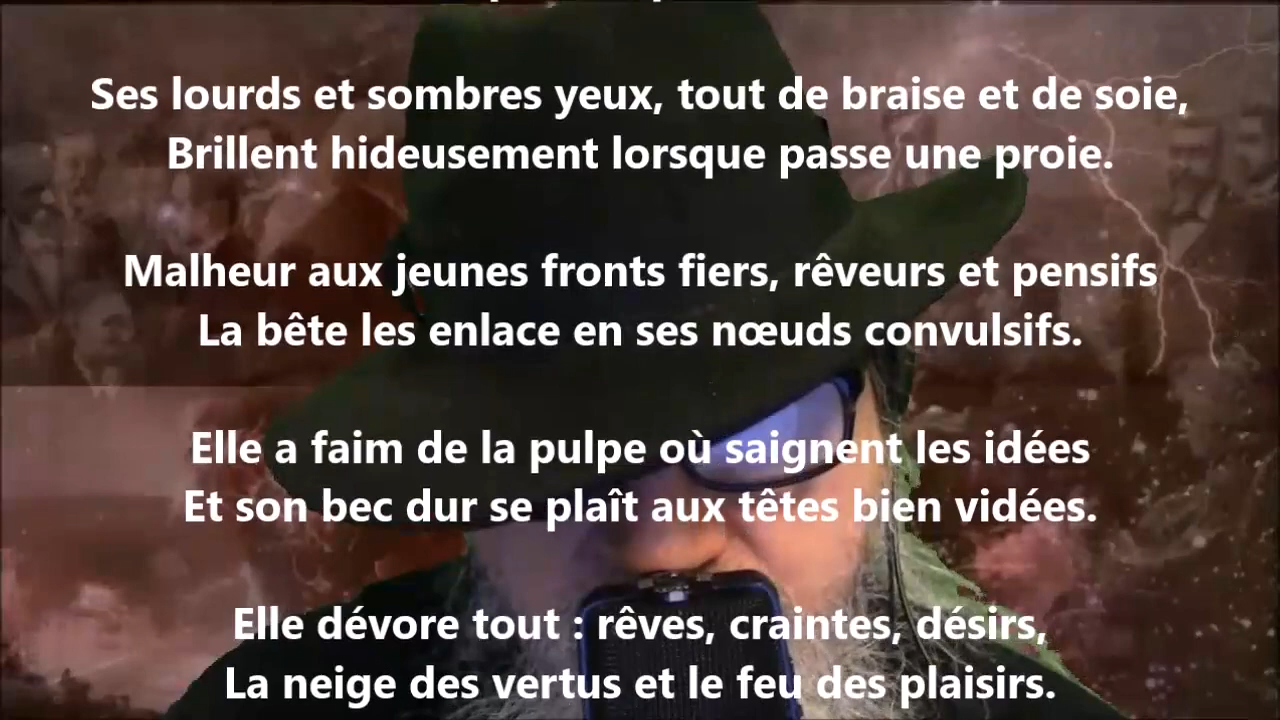 Ses lourds et sombres yeux, tout de braise et de soie,
Brillent hideusement lorsque passe une proie.
Malheur aux jeunes fronts fiers, rêveurs et pensifs
La bête les enlace en ses nœuds convulsifs.
Elle a faim de la pulpe où saignent les idées
Et son bec dur se plaît aux têtes bien vidées.
Elle dévore tout : rêves, craintes, désirs,
La neige des vertus et le feu des plaisirs.